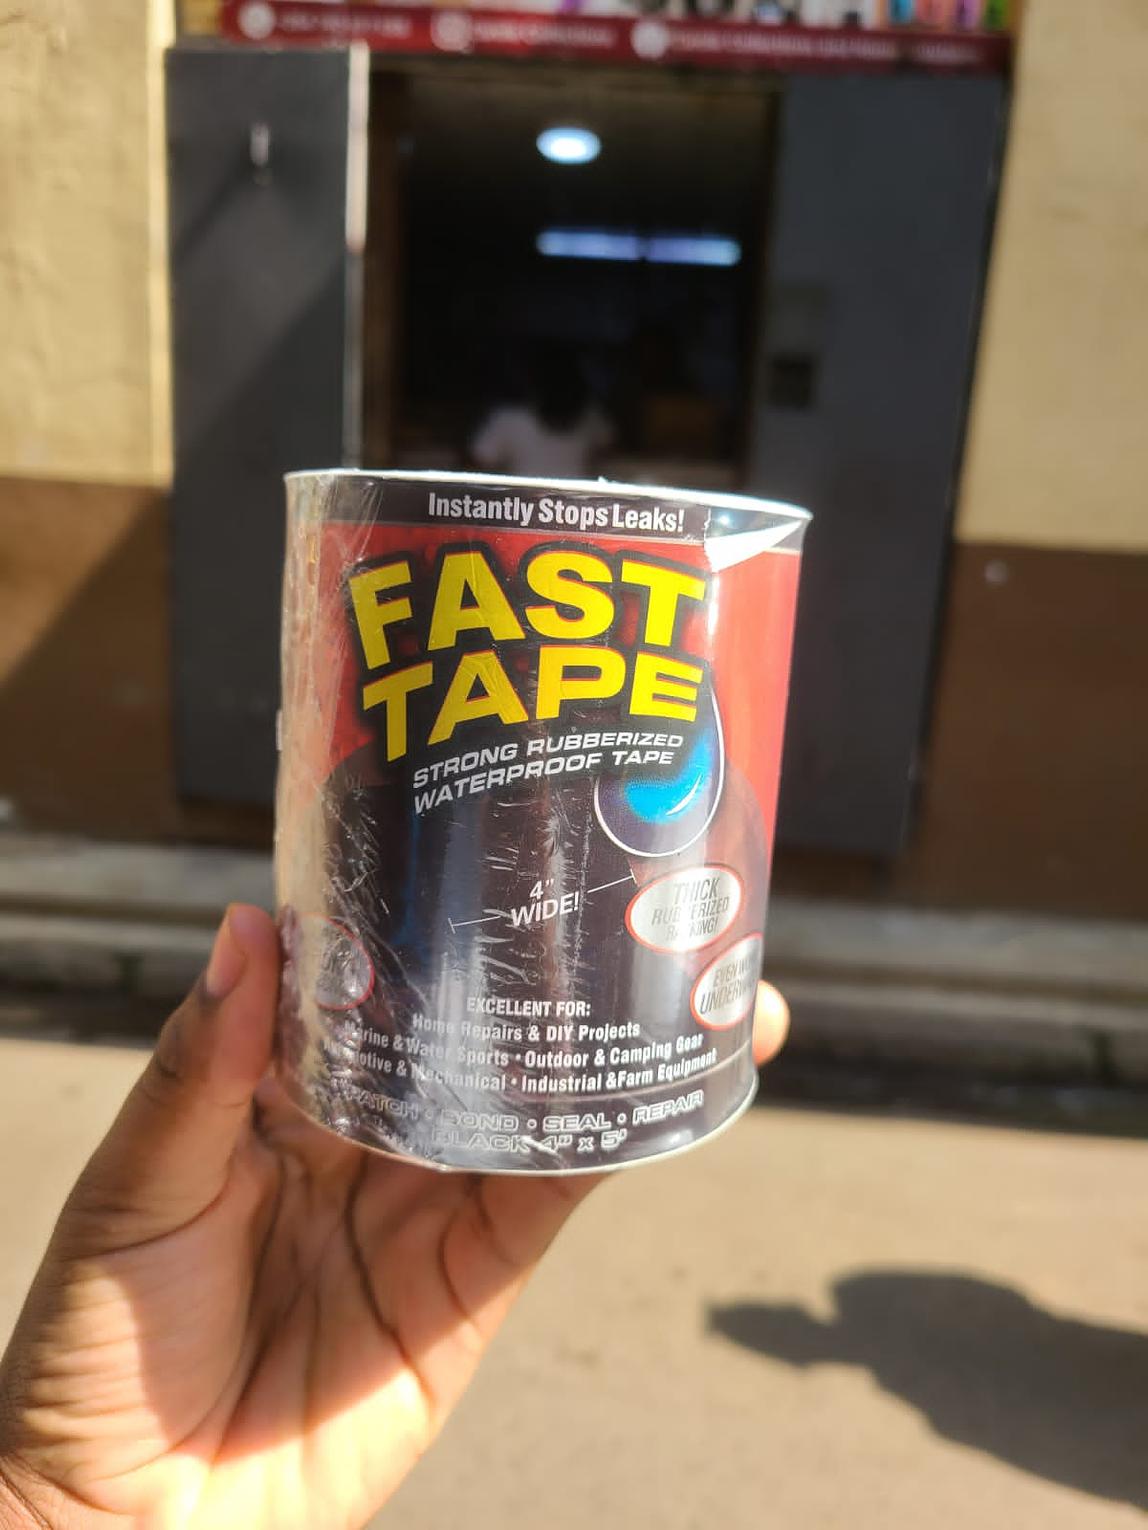 Instantly Stops Leaks!
FAST
TAPE
STRONG RUBBERIZED
WATERPROOF TAPE
4"
WIDE!
THICK
RUBBERIZED
EXCELLENT FOR:
Home Repairs & DIY Projects
& Water Sports • Outdoor & Camping Gear
& Mechanical • Industrial &Farm Equipment
PATCH • BOND • SEAL • REPAIR
BLACK 4" x 5'